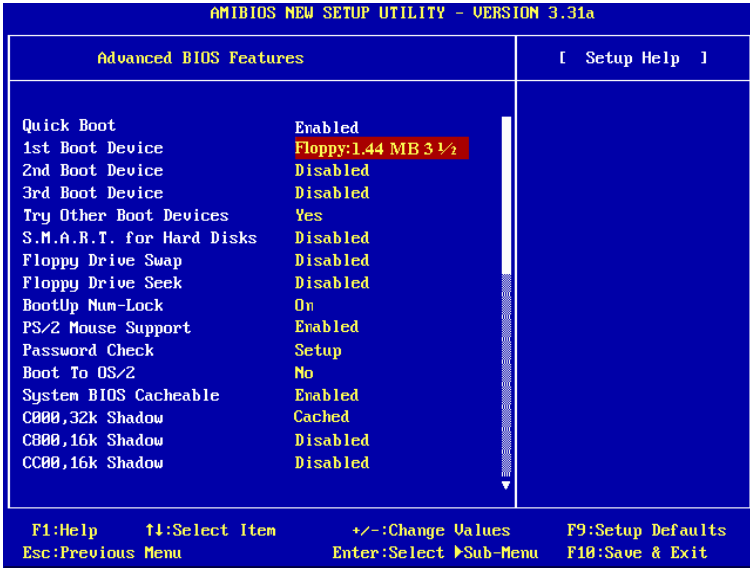 AMIBIOS NEW SETUP UTILITY - VERSION 3.31a
Advanced BIOS Features
[ Setup Help ]
Quick Boot Enabled
1st Boot Device Floppy:1.44 MB 3 ½
2nd Boot Device Disabled
3rd Boot Device Disabled
Try Other Boot Devices Yes
S.M.A.R.T. for Hard Disks Disabled
Floppy Drive Swap Disabled
Floppy Drive Seek Disabled
BootUp Num-Lock On
PS/2 Mouse Support Enabled
Password Check Setup
Boot To OS/2 No
System BIOS Cacheable Enabled
C000,32k Shadow Cached
C800,16k Shadow Disabled
CC00,16k Shadow Disabled
F1:Help ↑↓:Select Item +/-:Change Values F9:Setup Defaults
Esc:Previous Menu Enter:Select ▶Sub-Menu F10:Save & Exit